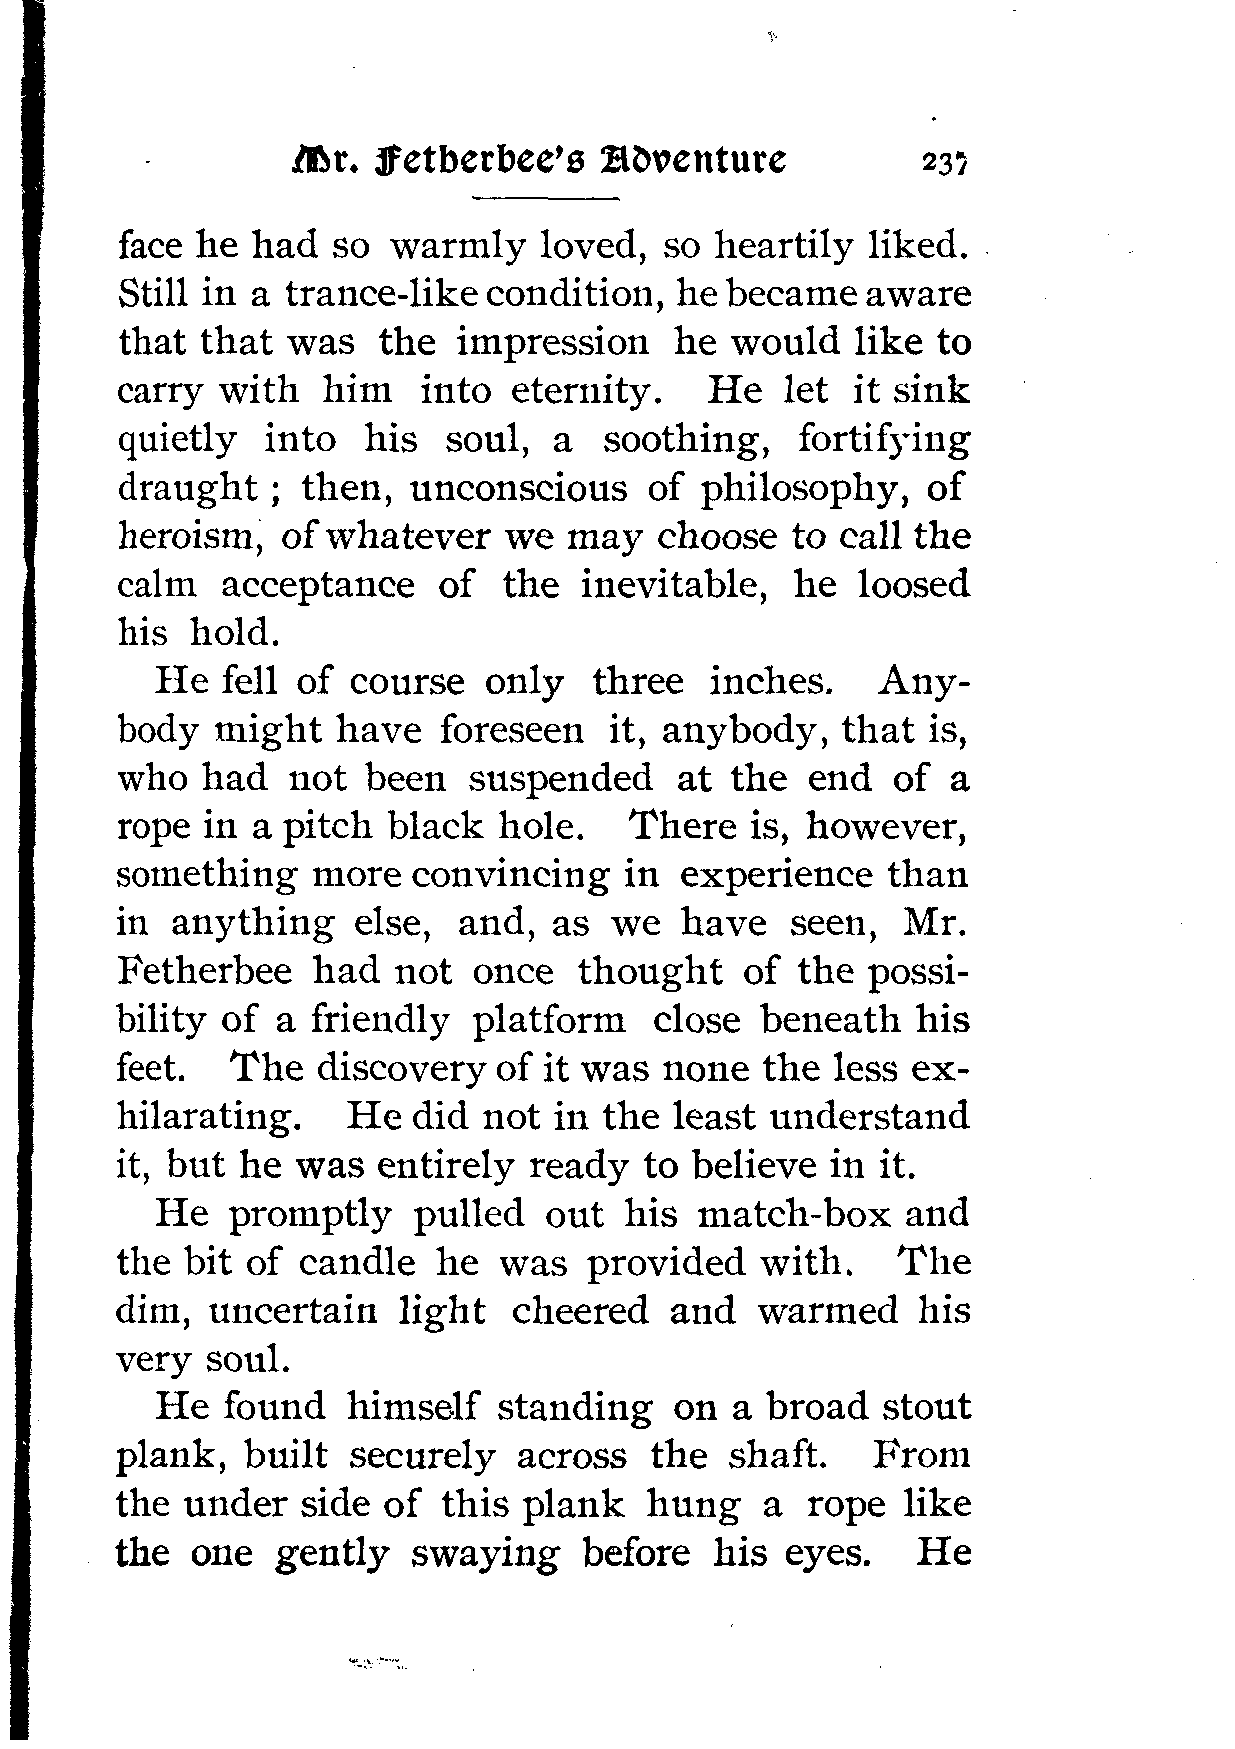 Mr. Fetherbee's Adventure 237
face he had so warmly loved, so heartily liked.
Still in a trance-like condition, he became aware
that that was the impression he would like to
carry with him into eternity. He let it sink
quietly into his soul, a soothing, fortifying
draught ; then, unconscious of philosophy, of
heroism, of whatever we may choose to call the
calm acceptance of the inevitable, he loosed
his hold.
He fell of course only three inches. Any-
body might have foreseen it, anybody, that is,
who had not been suspended at the end of a
rope in a pitch black hole. There is, however,
something more convincing in experience than
in anything else, and, as we have seen, Mr.
Fetherbee had not once thought of the possi-
bility of a friendly platform close beneath his
feet. The discovery of it was none the less ex-
hilarating. He did not in the least understand
it, but he was entirely ready to believe in it.
He promptly pulled out his match-box and
the bit of candle he was provided with. The
dim, uncertain light cheered and warmed his
very soul.
He found himself standing on a broad stout
plank, built securely across the shaft. From
the under side of this plank hung a rope like
the one gently swaying before his eyes. He